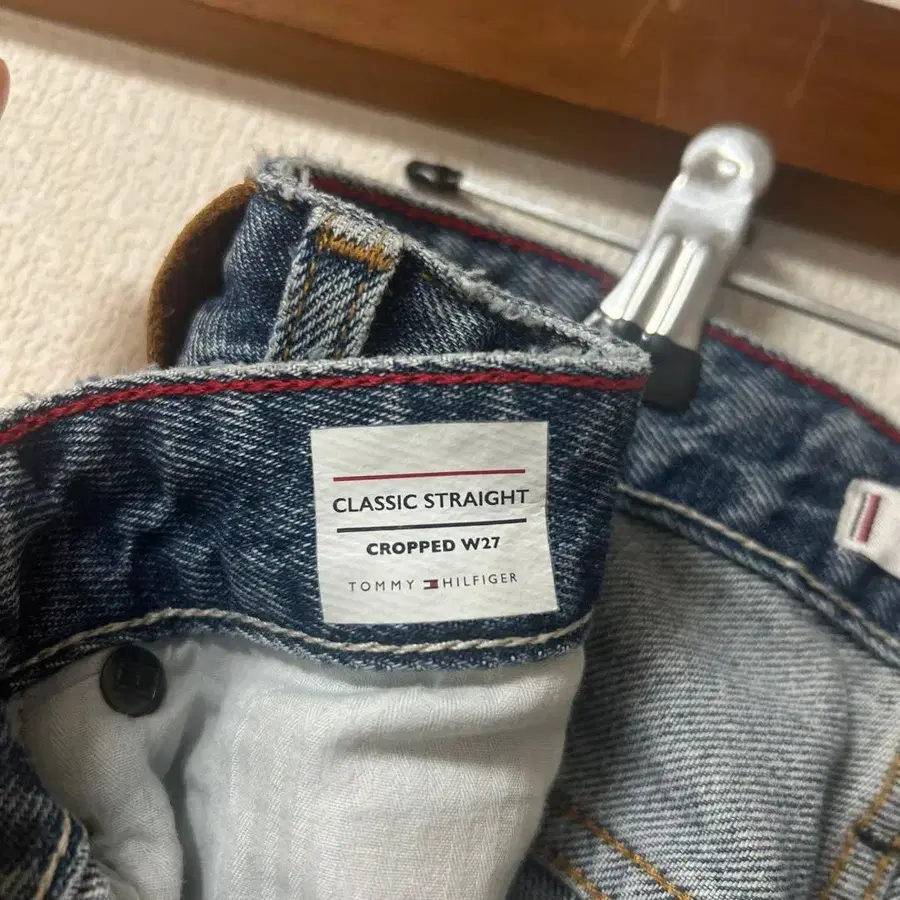 CLASSIC STRAIGHT
CROPPED W27
TOMMY HILFIGER